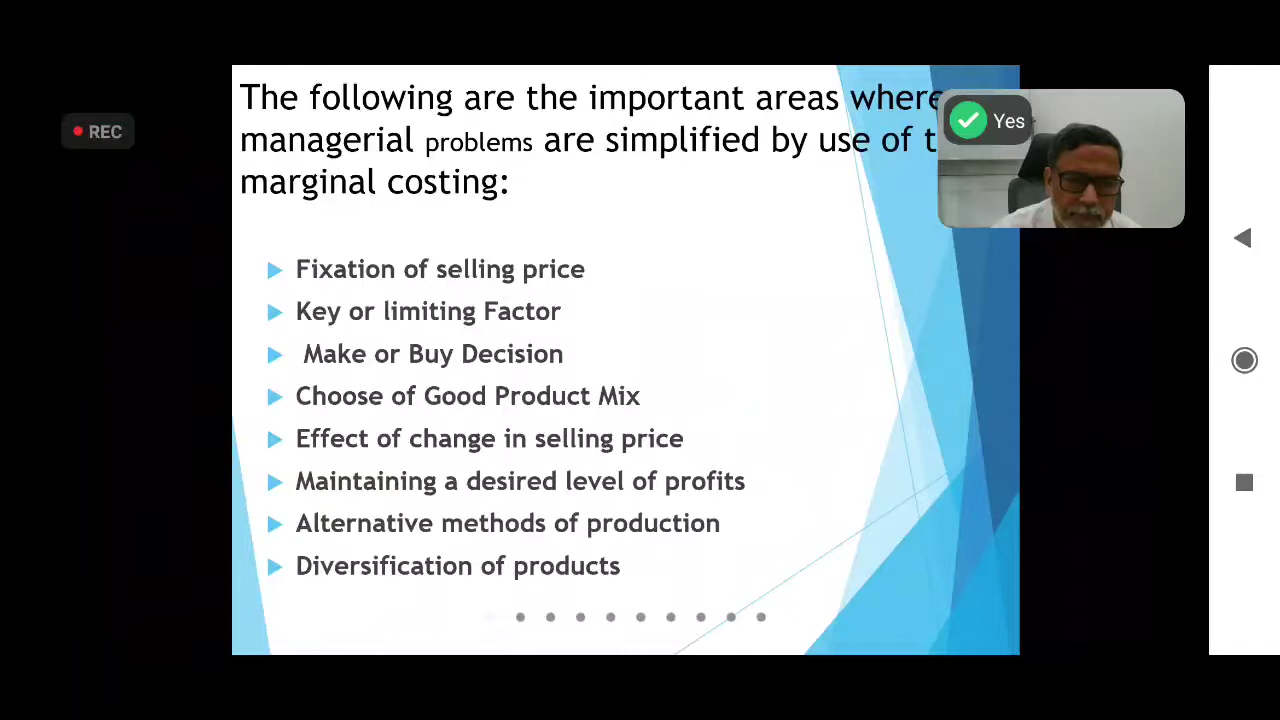 The following are the important areas where
managerial problems are simplified by use of
marginal costing:
REC
Yes
Fixation of selling price
Key or limiting Factor
Make or Buy Decision
Choose of Good Product Mix
Effect of change in selling price
Maintaining a desired level of profits
Alternative methods of production
Diversification of products